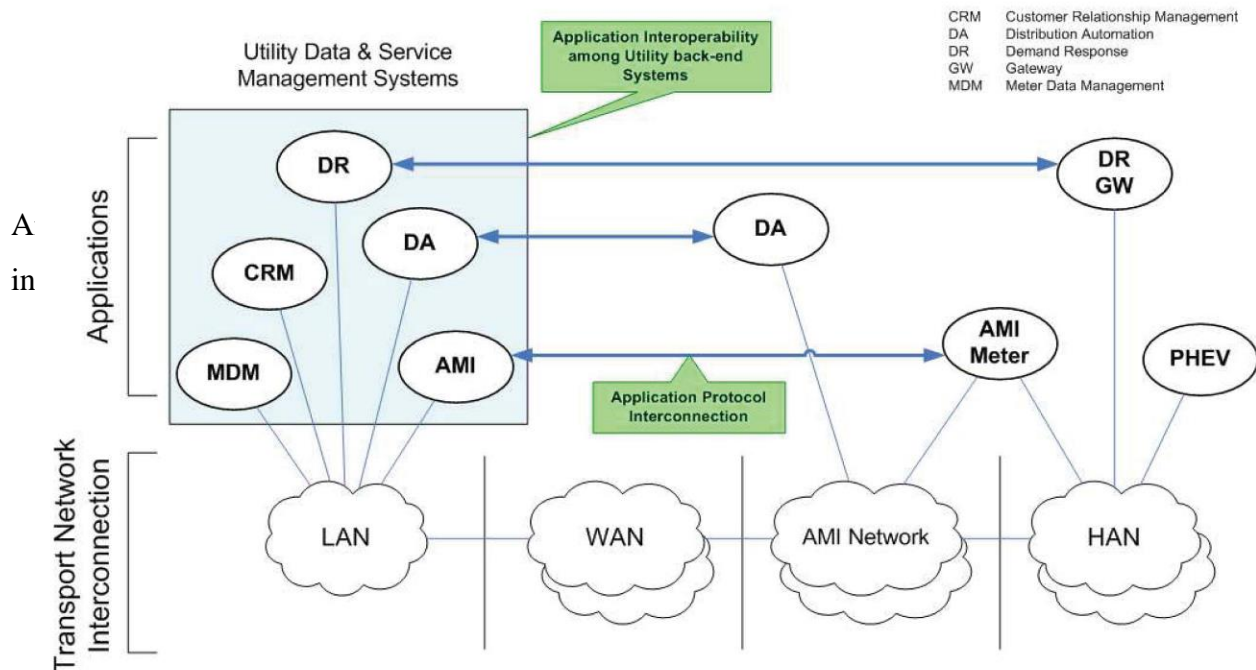 CRM Customer Relationship Management
DA Distribution Automation
DR Demand Response
GW Gateway
MDM Meter Data Management
Application Interoperability
among Utility back-end
Systems
Utility Data & Service
Management Systems
Applications
A
in
DR
DA
CRM
MDM
AMI
DA
DR
GW
AMI
Meter
PHEV
Application Protocol
Interconnection
Transport Network
Interconnection
LAN
WAN
AMI Network
HAN